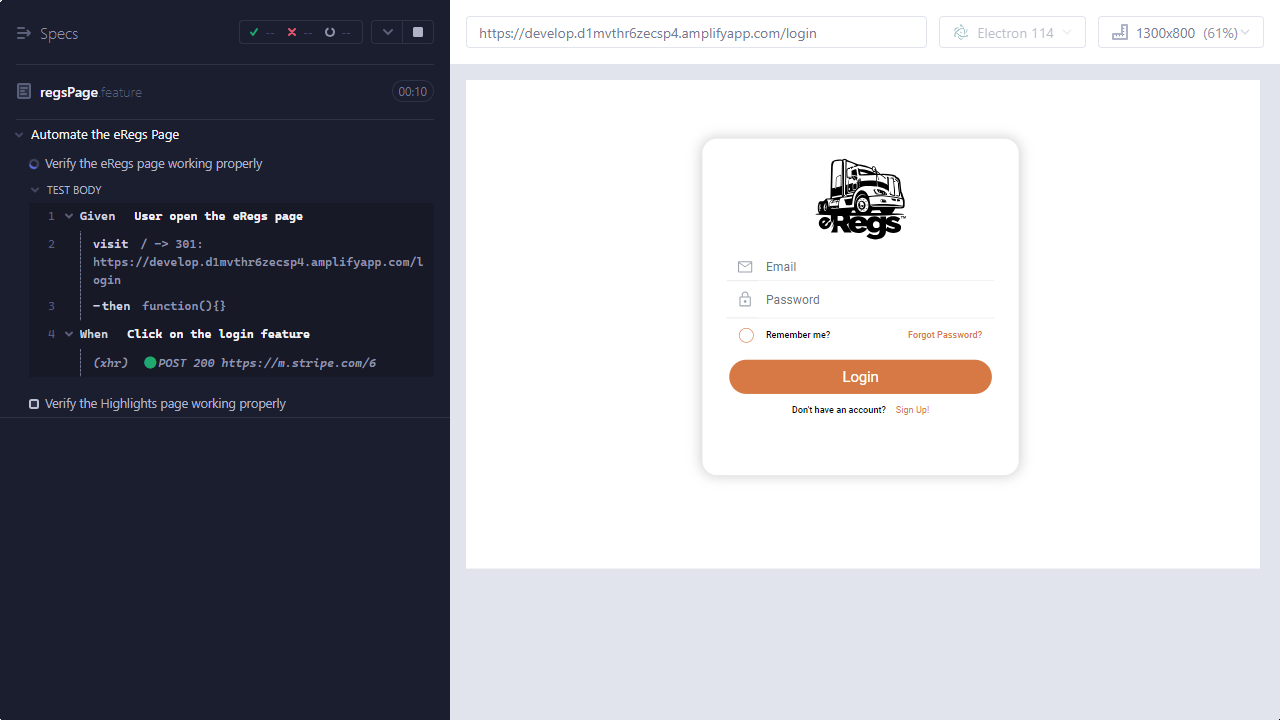 Specs
-- -- --
regsPage.feature 00:10
Automate the eRegs Page
Verify the eRegs page working properly
TEST BODY
1 Given User open the eRegs page
2 visit / -> 301:
https://develop.d1mvthr6zecsp4.amplifyapp.com/l
ogin
3 -then function(){}
4 When Click on the login feature
(xhr) POST 200 https://m.stripe.com/6
Verify the Highlights page working properly
https://develop.d1mvthr6zecsp4.amplifyapp.com/login
Electron 114
1300x800 (61%)
eRegs™
Email
Password
Remember me? Forgot Password?
Login
Don't have an account? Sign Up!